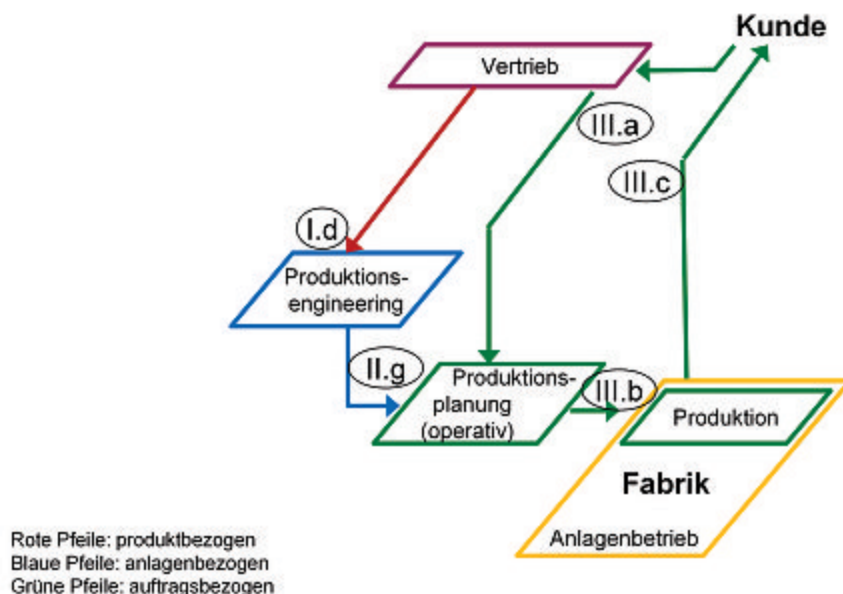 Kunde
Vertrieb
III.a
III.c
I.d
Produktions-
engineering
II.g
Produktions-
planung
(operativ)
III.b
Produktion
Fabrik
Anlagenbetrieb
Rote Pfeile: produktbezogen
Blaue Pfeile: anlagenbezogen
Grüne Pfeile: auftragsbezogen